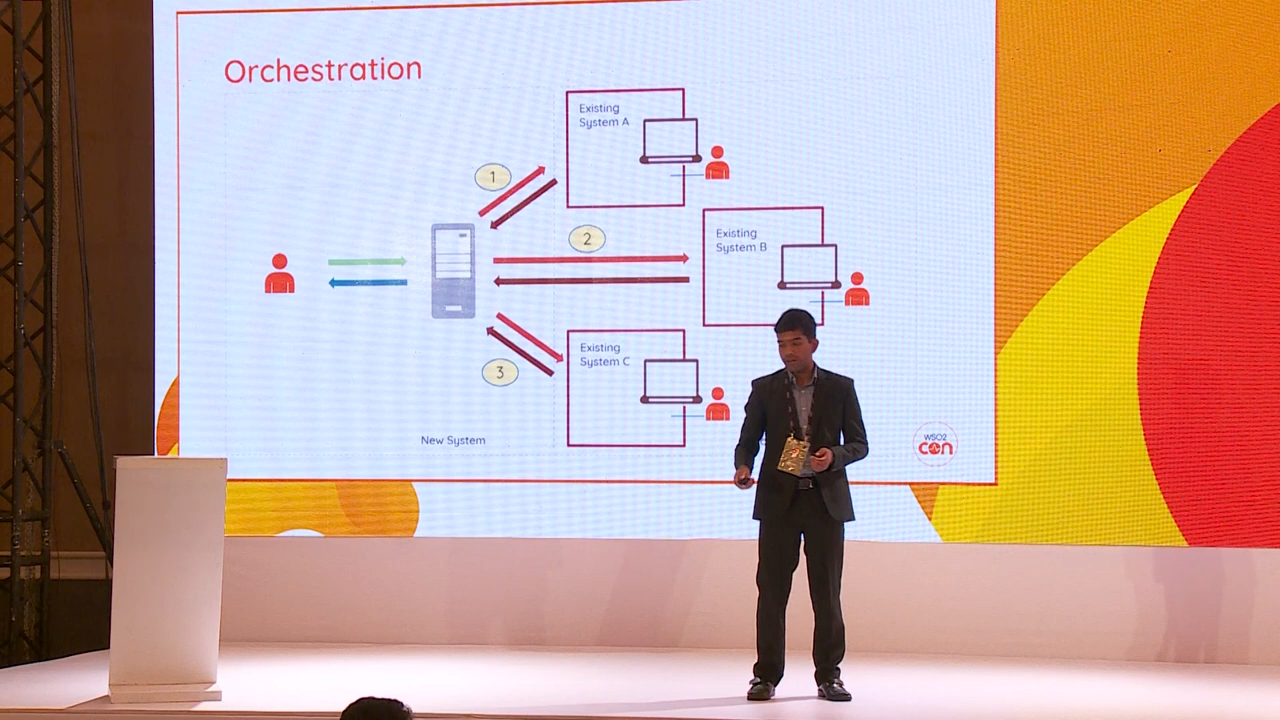 Orchestration
Existing
System A
1
2
Existing
System B
3
Existing
System C
New System
WSO2
con